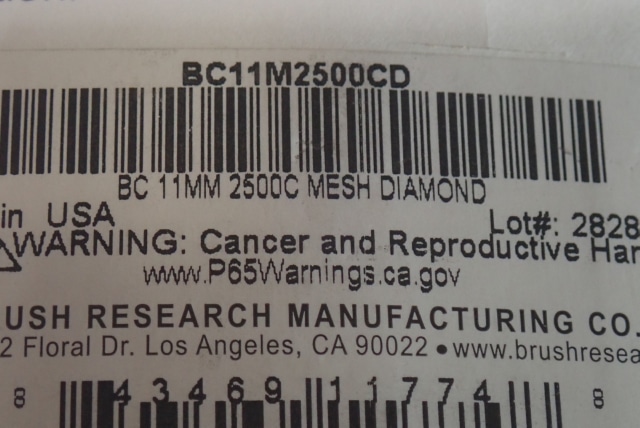 BC11M2500CD
BC 11MM 2500C MESH DIAMOND
in USA
Lot#: 2828
WARNING: Cancer and Reproductive Har
www.P65Warnings.ca.gov
RUSH RESEARCH MANUFACTURING CO.
2 Floral Dr. Los Angeles, CA 90022 • www.brushresea
8 43469 11774 8